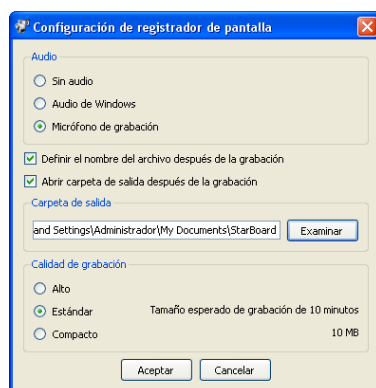 Configuración de registrador de pantalla
Audio
Sin audio
Audio de Windows
Micrófono de grabación
Definir el nombre del archivo después de la grabación
Abrir carpeta de salida después de la grabación
Carpeta de salida
and Settings\Administrador\My Documents\StarBoard Examinar
Calidad de grabación
Alto
Estándar Tamaño esperado de grabación de 10 minutos
Compacto 10 MB
Aceptar Cancelar